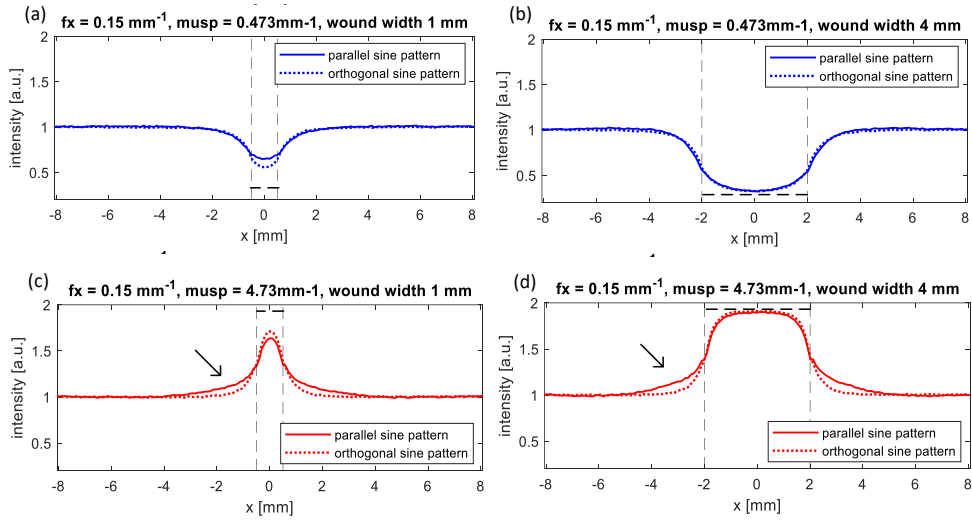 (a)
fx = 0.15 mm⁻¹, musp = 0.473mm-1, wound width 1 mm
2
1.5
1
0.5
intensity [a.u.]
parallel sine pattern
orthogonal sine pattern
-8 -6 -4 -2 0 2 4 6 8
x [mm]
(b)
fx = 0.15 mm⁻¹, musp = 0.473mm-1, wound width 4 mm
2
1.5
1
0.5
intensity [a.u.]
parallel sine pattern
orthogonal sine pattern
-8 -6 -4 -2 0 2 4 6 8
x [mm]
(c)
fx = 0.15 mm⁻¹, musp = 4.73mm-1, wound width 1 mm
2
1.5
1
0.5
intensity [a.u.]
parallel sine pattern
orthogonal sine pattern
-8 -6 -4 -2 0 2 4 6 8
x [mm]
(d)
fx = 0.15 mm⁻¹, musp = 4.73mm-1, wound width 4 mm
2
1.5
1
0.5
intensity [a.u.]
parallel sine pattern
orthogonal sine pattern
-8 -6 -4 -2 0 2 4 6 8
x [mm]